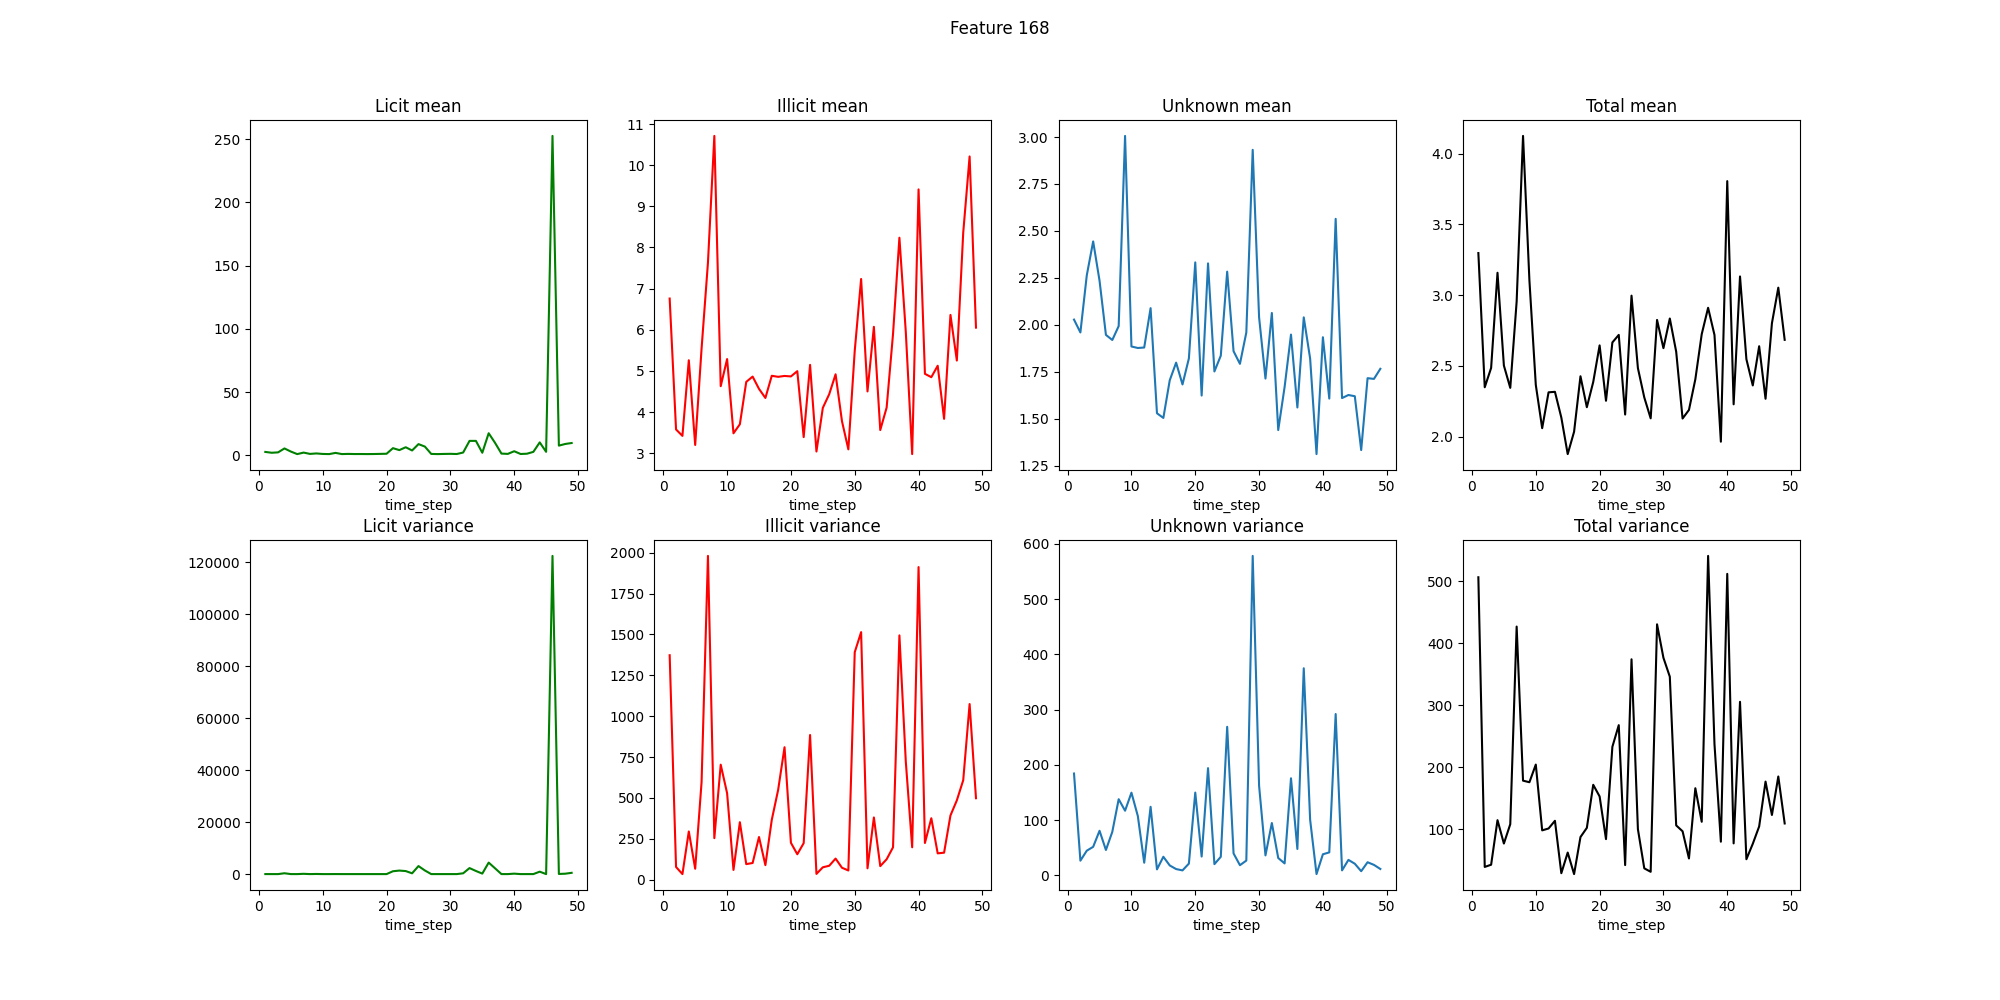 Feature 168
Licit mean
250
200
150
100
50
0
0 10 20 30 40 50
time_step
Illicit mean
11
10
9
8
7
6
5
4
3
0 10 20 30 40 50
time_step
Unknown mean
3.00
2.75
2.50
2.25
2.00
1.75
1.50
1.25
0 10 20 30 40 50
time_step
Total mean
4.0
3.5
3.0
2.5
2.0
0 10 20 30 40 50
time_step
Licit variance
120000
100000
80000
60000
40000
20000
0
0 10 20 30 40 50
time_step
Illicit variance
2000
1750
1500
1250
1000
750
500
250
0
0 10 20 30 40 50
time_step
Unknown variance
600
500
400
300
200
100
0
0 10 20 30 40 50
time_step
Total variance
500
400
300
200
100
0 10 20 30 40 50
time_step